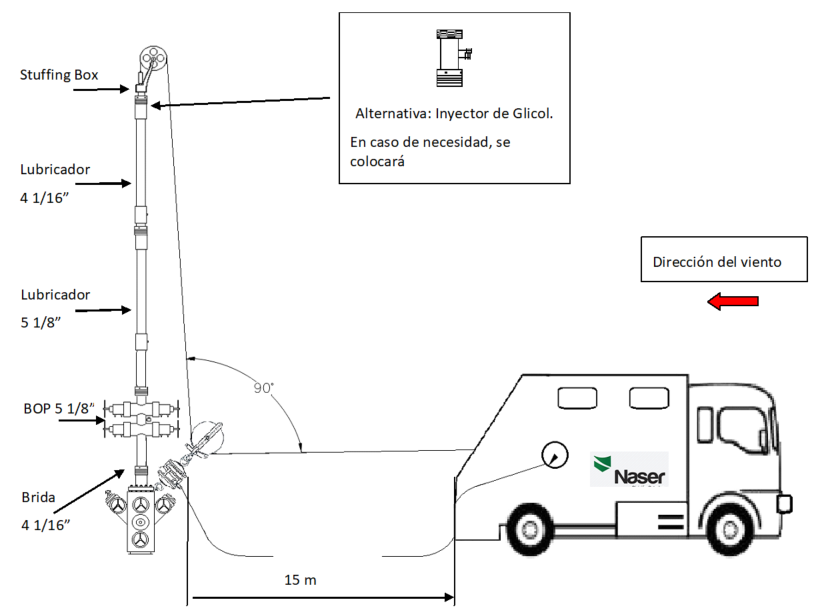 Stuffing Box
Alternativa: Inyector de Glicol.
En caso de necesidad, se
colocará
Lubricador
4 1/16”
Dirección del viento
Lubricador
5 1/8”
90°
BOP 5 1/8“
Naser
Brida
4 1/16”
15 m